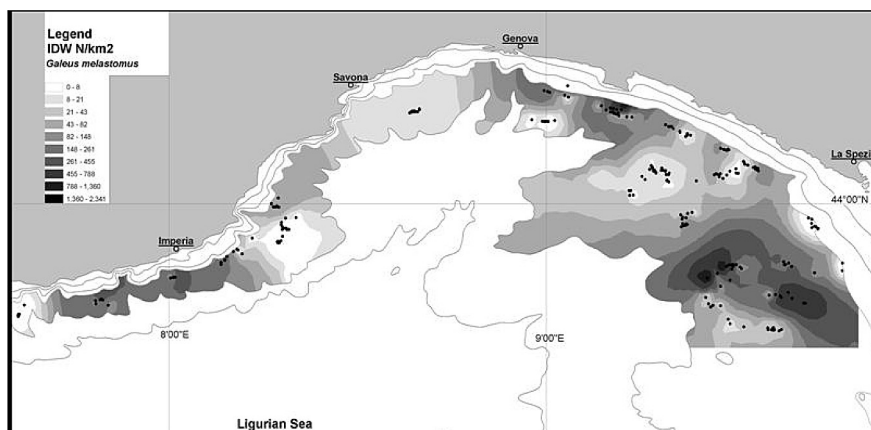 Legend
IDW N/km2
Galeus melastomus
0 - 8
8 - 21
21 - 43
43 - 82
82 - 148
148 - 261
261 - 455
455 - 788
788 - 1,360
1,360 - 2,341
Genova
Savona
La Spezi
44°00'N
Imperia
8°00"E
9°00"E
Ligurian Sea